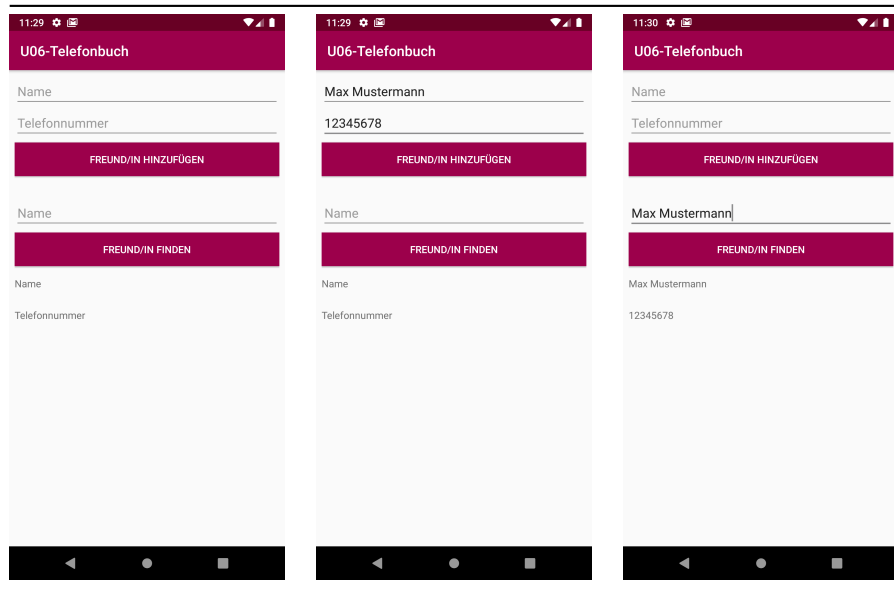 11:29
U06-Telefonbuch
Name
Telefonnummer
FREUND/IN HINZUFÜGEN
Name
FREUND/IN FINDEN
Name
Telefonnummer
11:29
U06-Telefonbuch
Max Mustermann
12345678
FREUND/IN HINZUFÜGEN
Name
FREUND/IN FINDEN
Name
Telefonnummer
11:30
U06-Telefonbuch
Name
Telefonnummer
FREUND/IN HINZUFÜGEN
Max Mustermann
FREUND/IN FINDEN
Max Mustermann
12345678